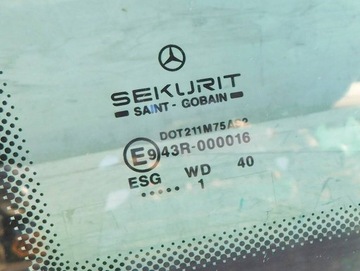 SEKURIT
SAINT - GOBAIN
DOT211M75AS2
E9 43R-000016
ESG WD 40
..... 1